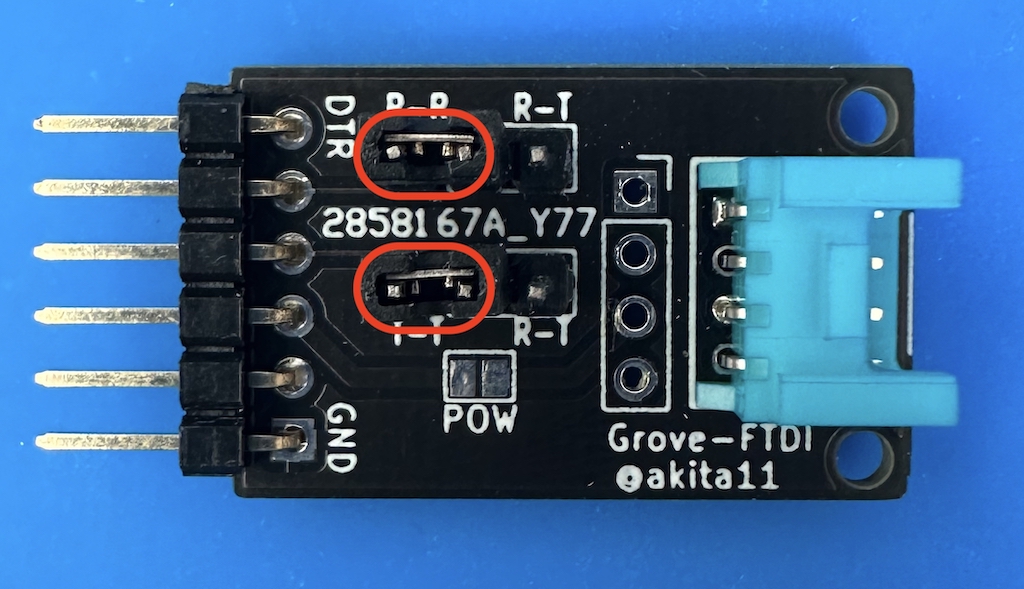 DTR
R-R
R-T
2858167A_Y77
T-T
R-T
POW
GND
Grove-FTDI
@akita11